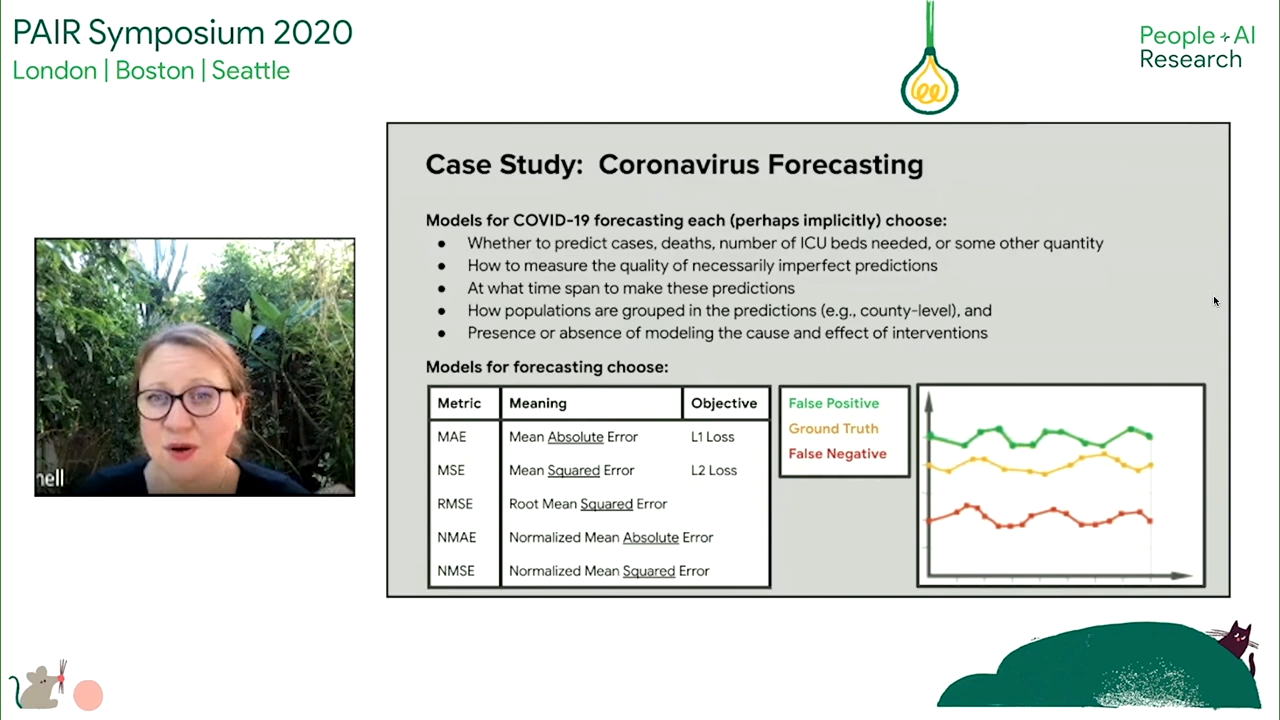 PAIR Symposium 2020
London | Boston | Seattle
People + AI
Research
Case Study: Coronavirus Forecasting
Models for COVID-19 forecasting each (perhaps implicitly) choose:
● Whether to predict cases, deaths, number of ICU beds needed, or some other quantity
● How to measure the quality of necessarily imperfect predictions
● At what time span to make these predictions
● How populations are grouped in the predictions (e.g., county-level), and
● Presence or absence of modeling the cause and effect of interventions
Models for forecasting choose:
Metric Meaning Objective
MAE Mean Absolute Error L1 Loss
MSE Mean Squared Error L2 Loss
RMSE Root Mean Squared Error
NMAE Normalized Mean Absolute Error
NMSE Normalized Mean Squared Error
False Positive
Ground Truth
False Negative